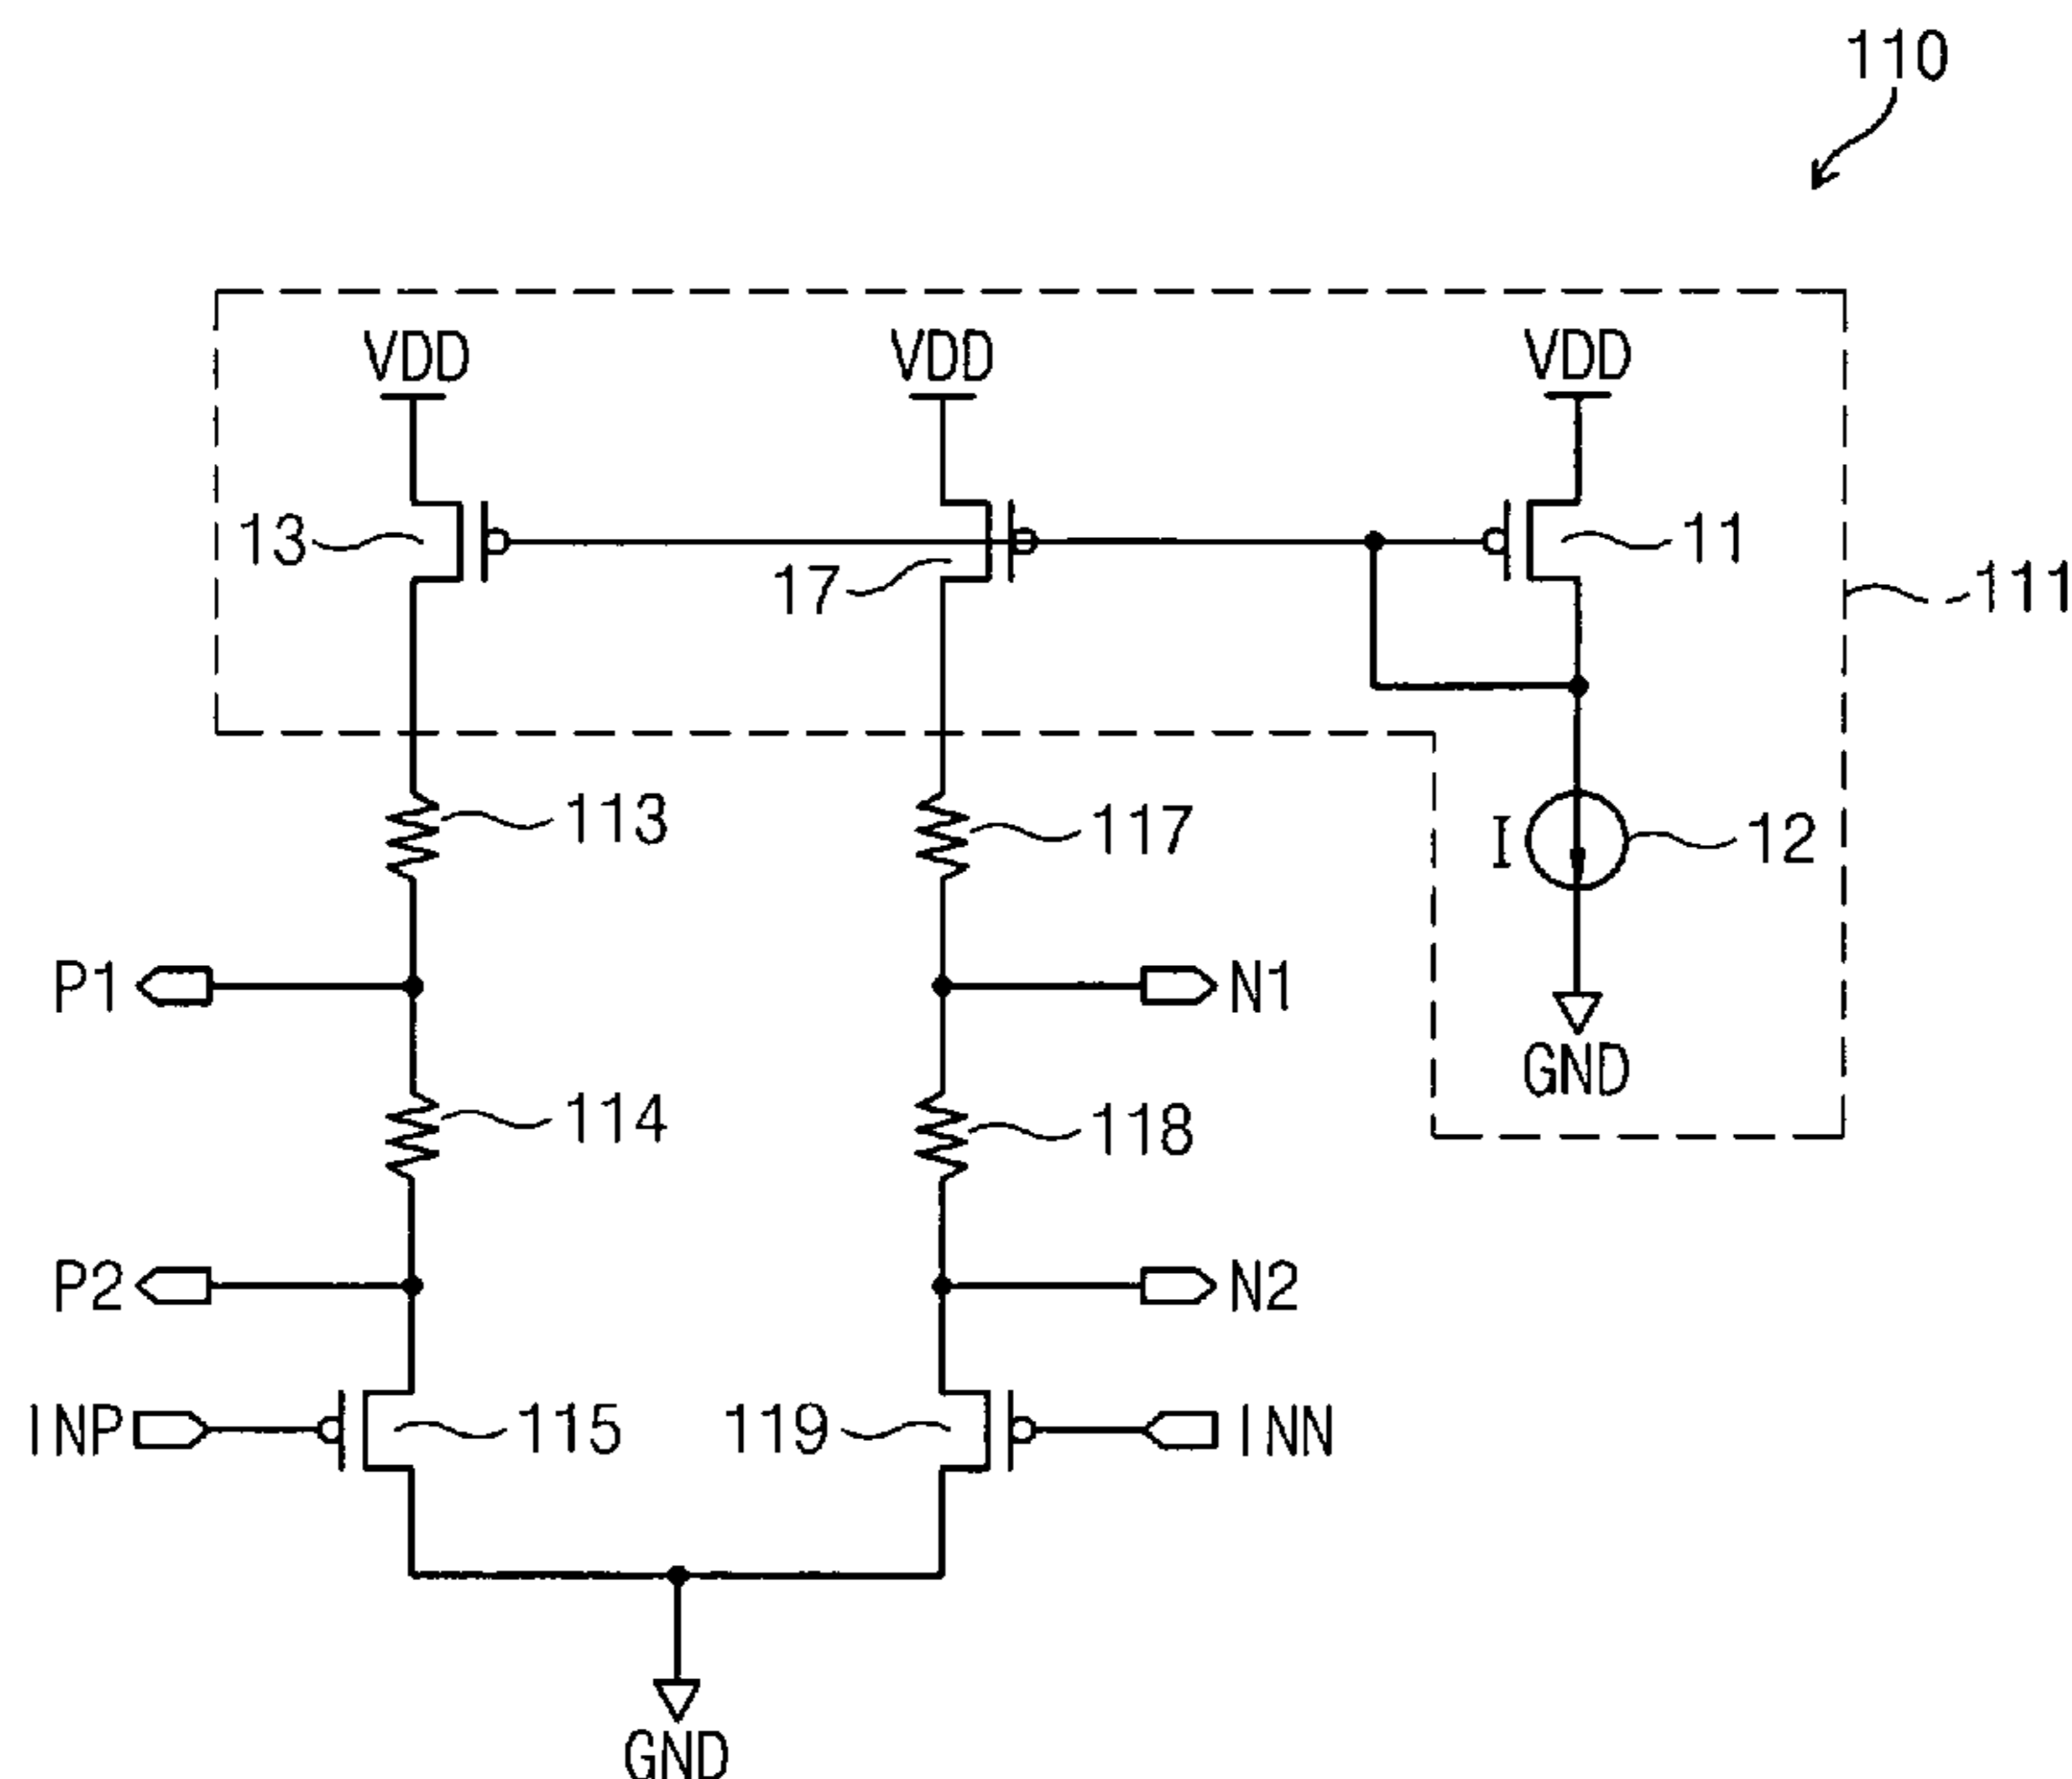 110
VDD VDD VDD
13 17 11 111
113 117 I 12
P1 N1
GND
114 118
P2 N2
INP 115 119 INN
GND